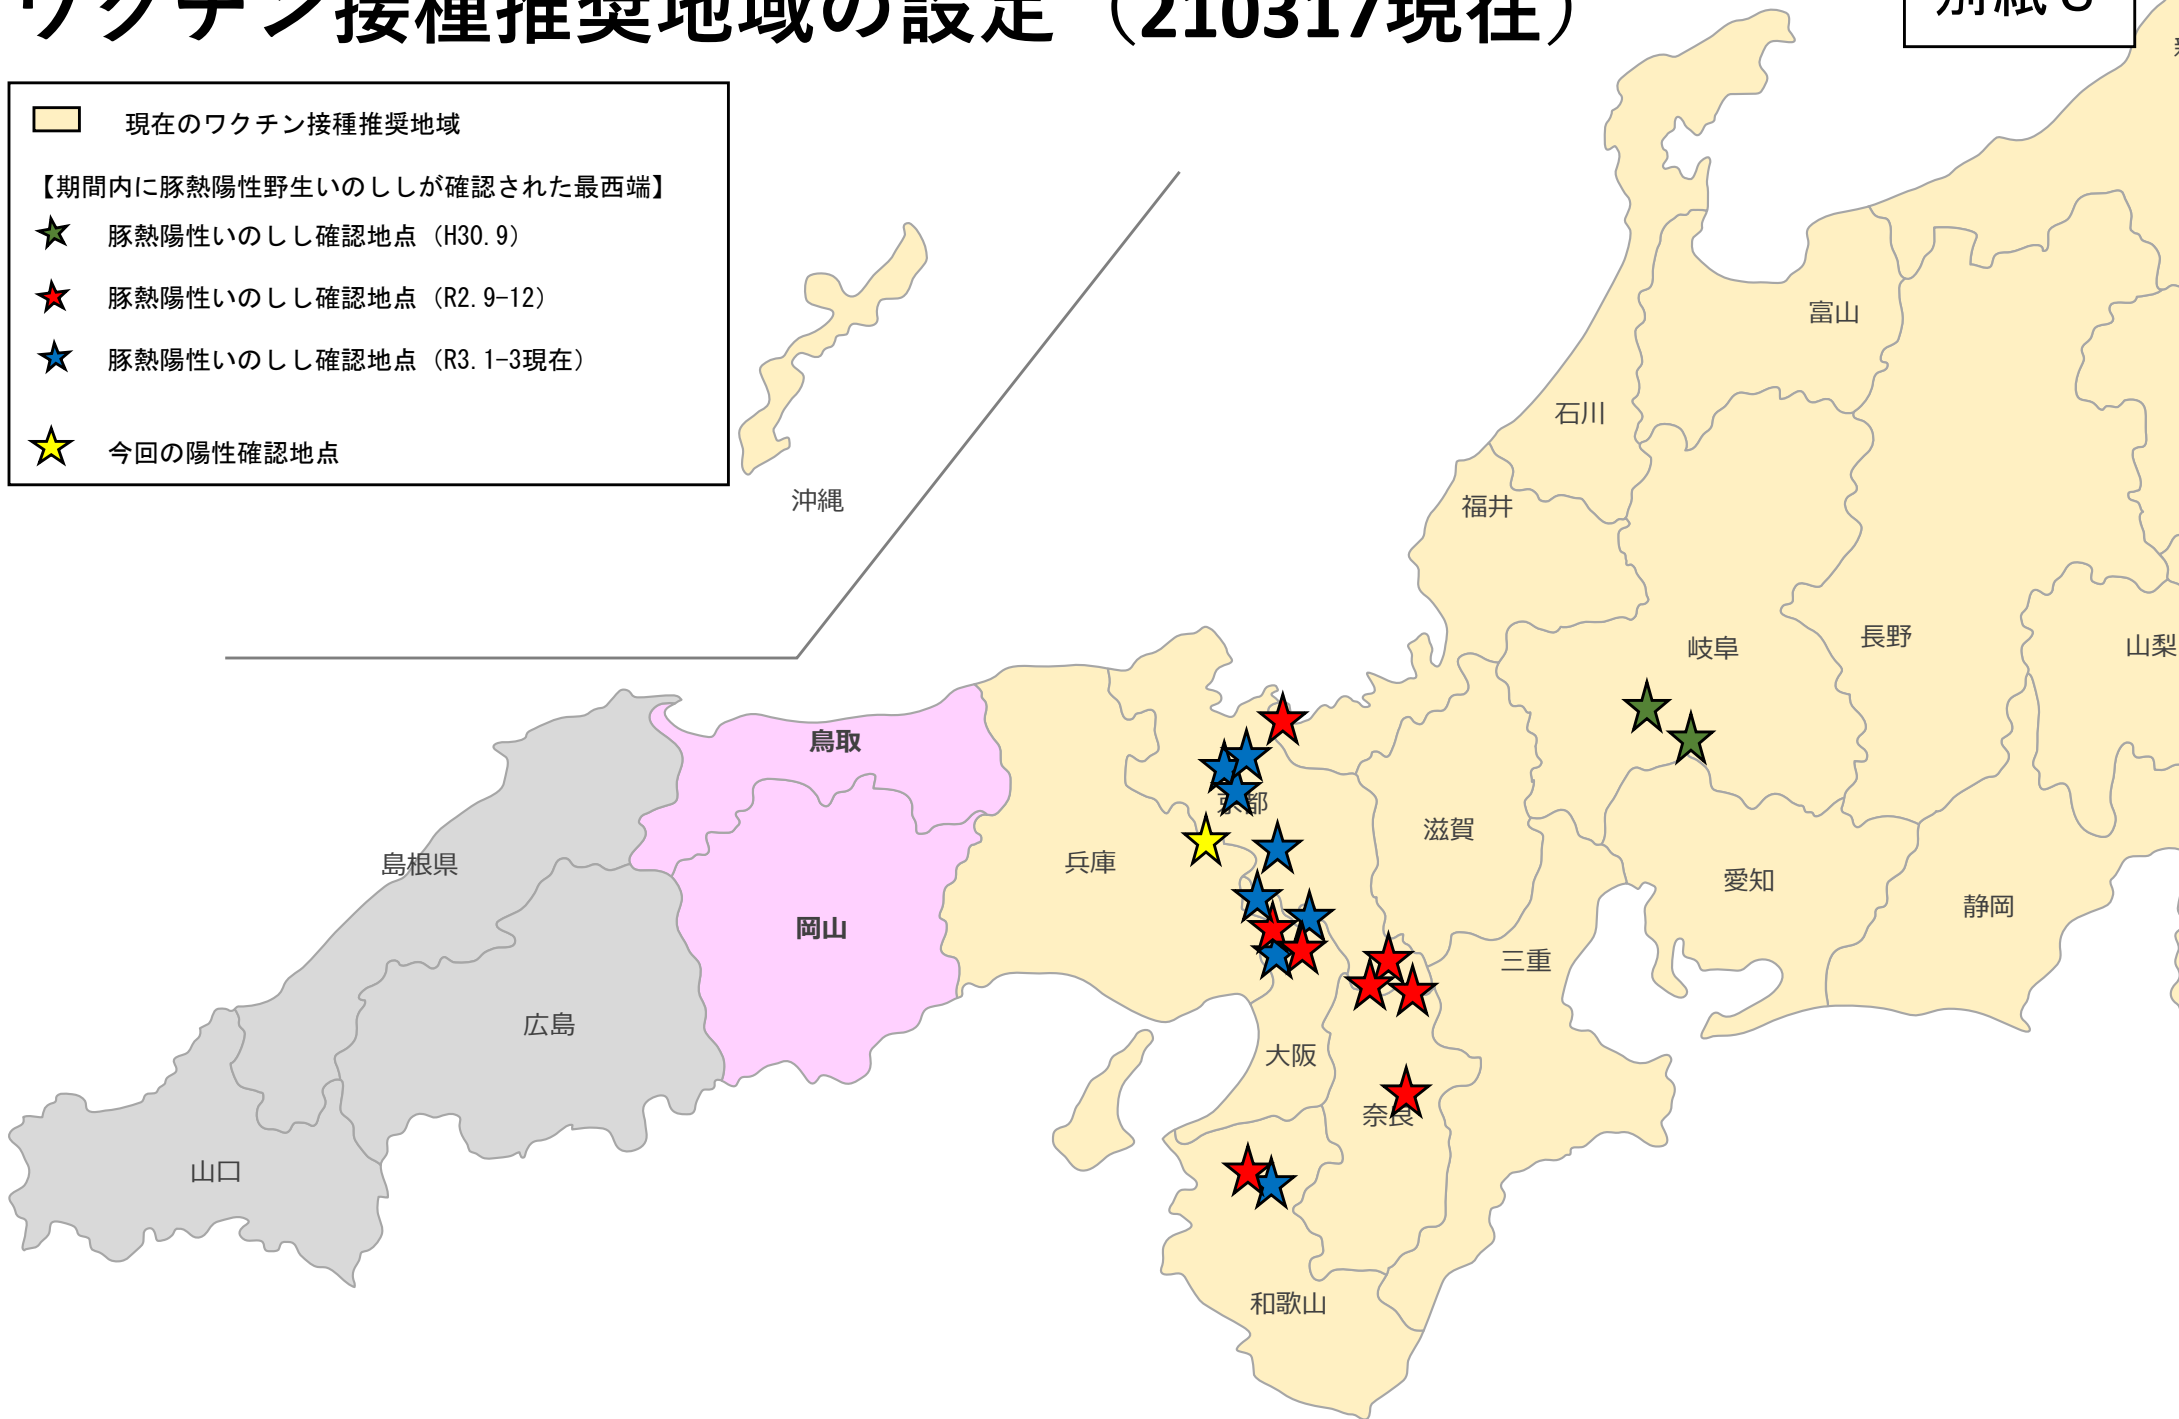 ワクチン接種推奨地域の設定（210317現在）
別紙３
現在のワクチン接種推奨地域
【期間内に豚熱陽性野生いのししが確認された最西端】
豚熱陽性いのしし確認地点（H30.9）
豚熱陽性いのしし確認地点（R2.9-12）
豚熱陽性いのしし確認地点（R3.1-3現在）
今回の陽性確認地点
沖縄
富山
石川
福井
岐阜
長野
山梨
鳥取
京都
滋賀
島根県
兵庫
愛知
静岡
岡山
三重
広島
大阪
奈良
山口
和歌山